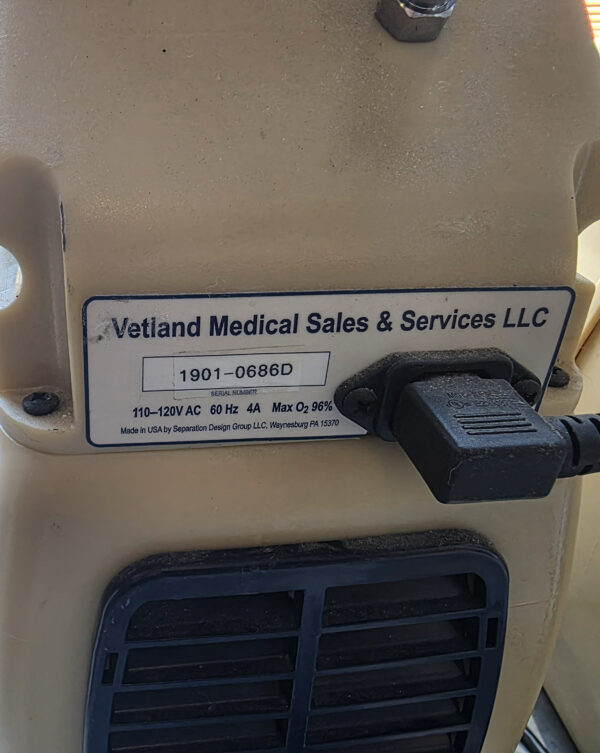 Vetland Medical Sales & Services LLC
1901-0686D
SERIAL NUMBER
110–120V AC 60 Hz 4A Max O₂ 96%
Made in USA by Separation Design Group LLC, Waynesburg PA 15370